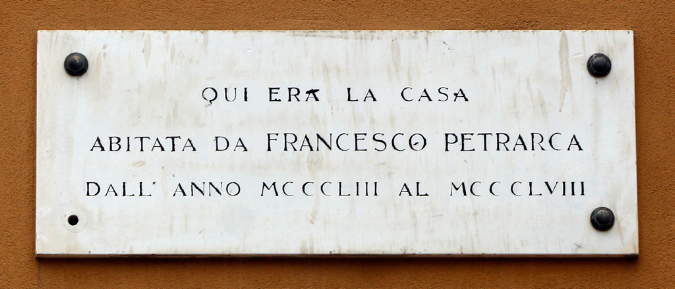 QUI ERA LA CASA
ABITATA DA FRANCESCO PETRARCA
DALL' ANNO MCCCLIII AL MCCCLVIII